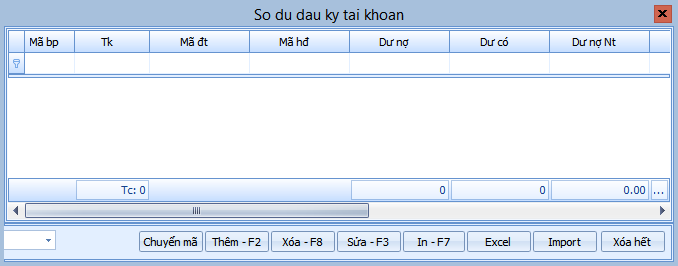 So du dau ky tai khoan
Mã bp Tk Mã đt Mã hđ Dư nợ Dư có Dư nợ Nt
Tc: 0 0 0 0.00 ...
Chuyển mã Thêm - F2 Xóa - F8 Sửa - F3 In - F7 Excel Import Xóa hết